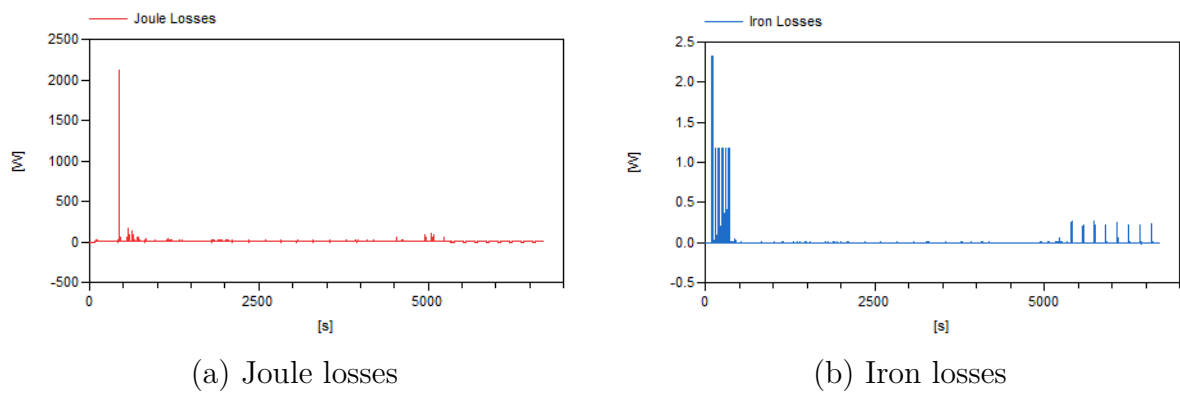 Joule Losses
2500
2000
1500
1000
500
0
-500
[W]
0 2500 5000
[s]
(a) Joule losses
Iron Losses
2.5
2.0
1.5
1.0
0.5
0.0
-0.5
[W]
0 2500 5000
[s]
(b) Iron losses